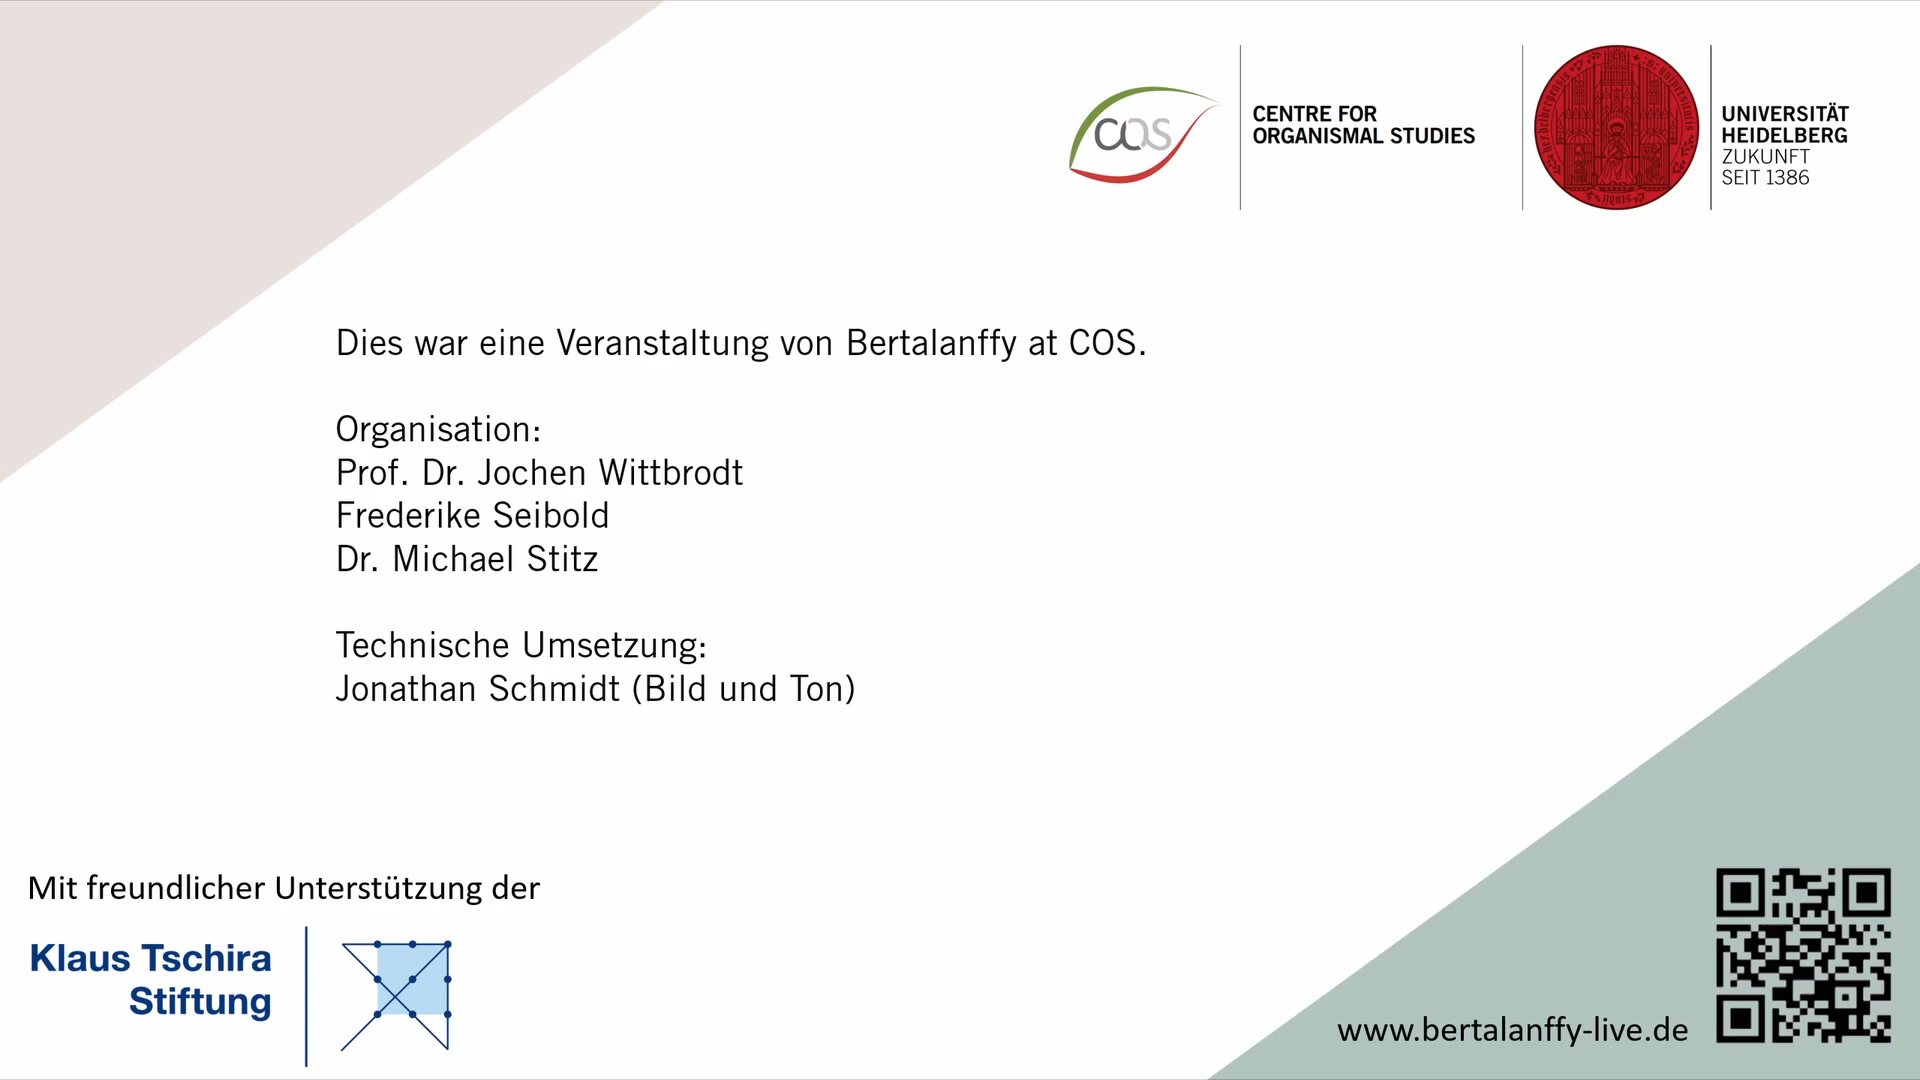 COS
CENTRE FOR
ORGANISMAL STUDIES
UNIVERSITÄT
HEIDELBERG
ZUKUNFT
SEIT 1386
Dies war eine Veranstaltung von Bertalanffy at COS.
Organisation:
Prof. Dr. Jochen Wittbrodt
Frederike Seibold
Dr. Michael Stitz
Technische Umsetzung:
Jonathan Schmidt (Bild und Ton)
Mit freundlicher Unterstützung der
Klaus Tschira
Stiftung
www.bertalanffy-live.de